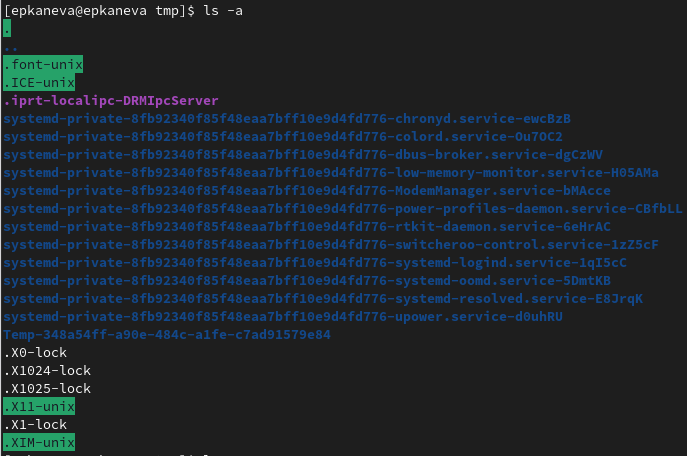 [epkaneva@epkaneva tmp]$ ls -a
.
..
.font-unix
.ICE-unix
.iprt-localipc-DRMIpcServer
systemd-private-8fb92340f85f48eaa7bff10e9d4fd776-chronyd.service-ewcBzB
systemd-private-8fb92340f85f48eaa7bff10e9d4fd776-colord.service-Ou7OC2
systemd-private-8fb92340f85f48eaa7bff10e9d4fd776-dbus-broker.service-dgCzWV
systemd-private-8fb92340f85f48eaa7bff10e9d4fd776-low-memory-monitor.service-H05AMa
systemd-private-8fb92340f85f48eaa7bff10e9d4fd776-ModemManager.service-bMAcce
systemd-private-8fb92340f85f48eaa7bff10e9d4fd776-power-profiles-daemon.service-CBfbLL
systemd-private-8fb92340f85f48eaa7bff10e9d4fd776-rtkit-daemon.service-6eHrAC
systemd-private-8fb92340f85f48eaa7bff10e9d4fd776-switcheroo-control.service-1zZ5cF
systemd-private-8fb92340f85f48eaa7bff10e9d4fd776-systemd-logind.service-1qI5cC
systemd-private-8fb92340f85f48eaa7bff10e9d4fd776-systemd-oomd.service-5DmtKB
systemd-private-8fb92340f85f48eaa7bff10e9d4fd776-systemd-resolved.service-E8JrqK
systemd-private-8fb92340f85f48eaa7bff10e9d4fd776-upower.service-d0uhRU
Temp-348a54ff-a90e-484c-a1fe-c7ad91579e84
.X0-lock
.X1024-lock
.X1025-lock
.X11-unix
.X1-lock
.XIM-unix